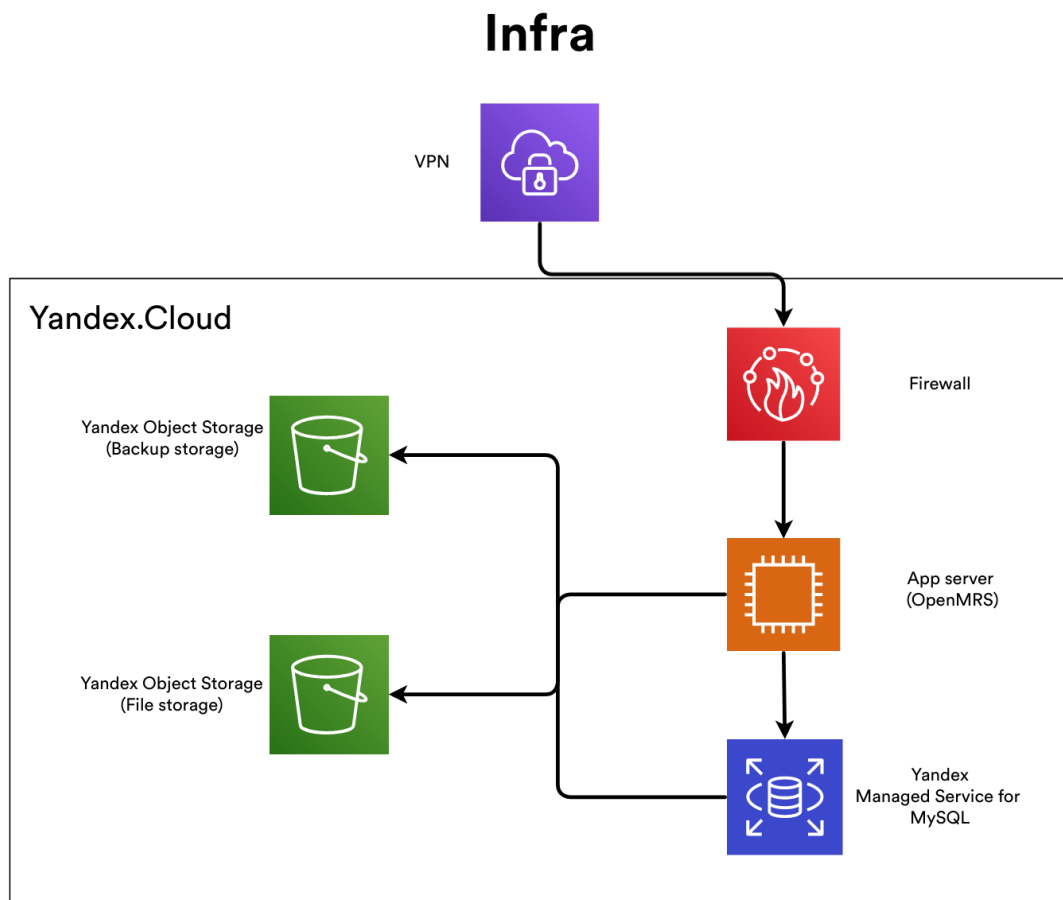 Infra
VPN
Yandex.Cloud
Firewall
Yandex Object Storage
(Backup storage)
App server
(OpenMRS)
Yandex Object Storage
(File storage)
Yandex
Managed Service for
MySQL